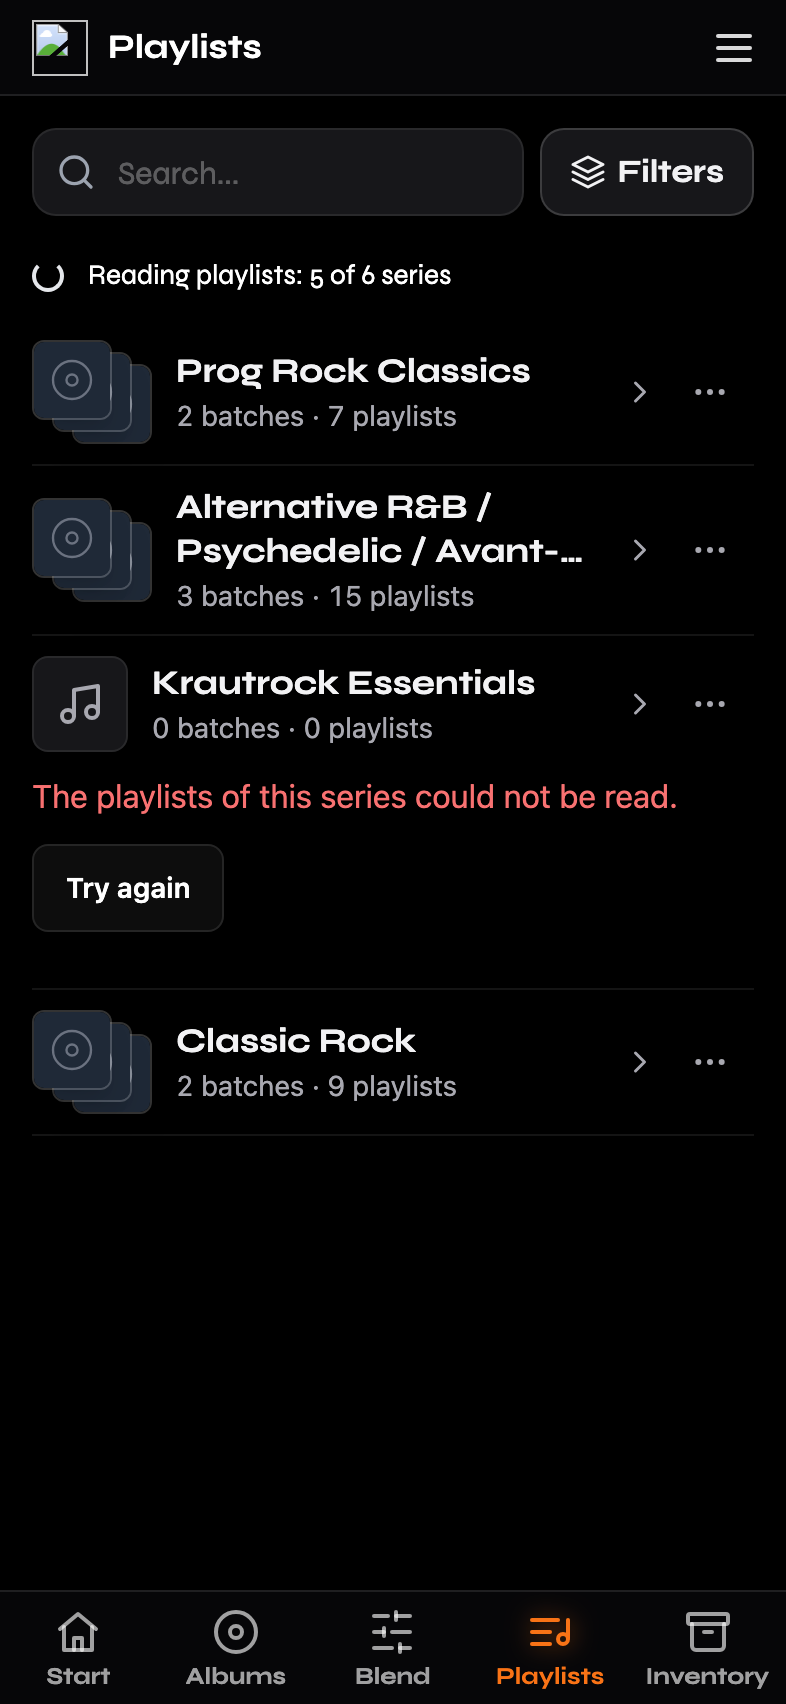 Playlists
Search...
Filters
Reading playlists: 5 of 6 series
Prog Rock Classics
2 batches · 7 playlists
Alternative R&B /
Psychedelic / Avant-...
3 batches · 15 playlists
Krautrock Essentials
0 batches · 0 playlists
The playlists of this series could not be read.
Try again
Classic Rock
2 batches · 9 playlists
Start
Albums
Blend
Playlists
Inventory